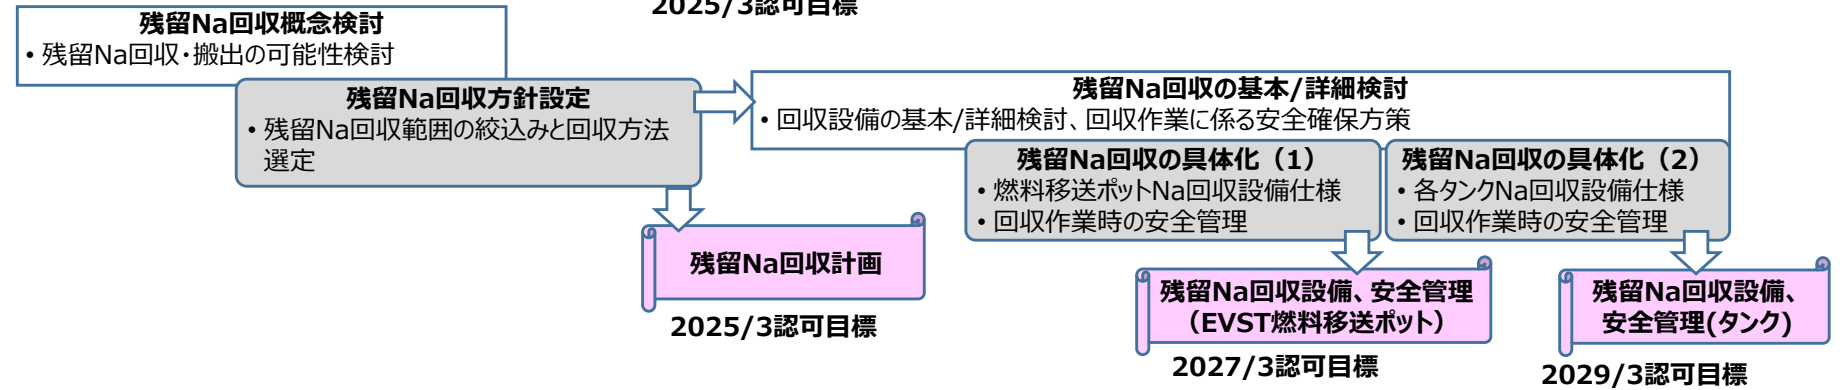 2025/3認可目標
残留Na回収概念検討
• 残留Na回収・搬出の可能性検討
残留Na回収方針設定
• 残留Na回収範囲の絞込みと回収方法
選定
残留Na回収の基本/詳細検討
• 回収設備の基本/詳細検討、回収作業に係る安全確保方策
残留Na回収の具体化（1）
• 燃料移送ポットNa回収設備仕様
• 回収作業時の安全管理
残留Na回収の具体化（2）
• 各タンクNa回収設備仕様
• 回収作業時の安全管理
残留Na回収計画
2025/3認可目標
残留Na回収設備、安全管理
（EVST燃料移送ポット）
2027/3認可目標
残留Na回収設備、
安全管理(タンク)
2029/3認可目標